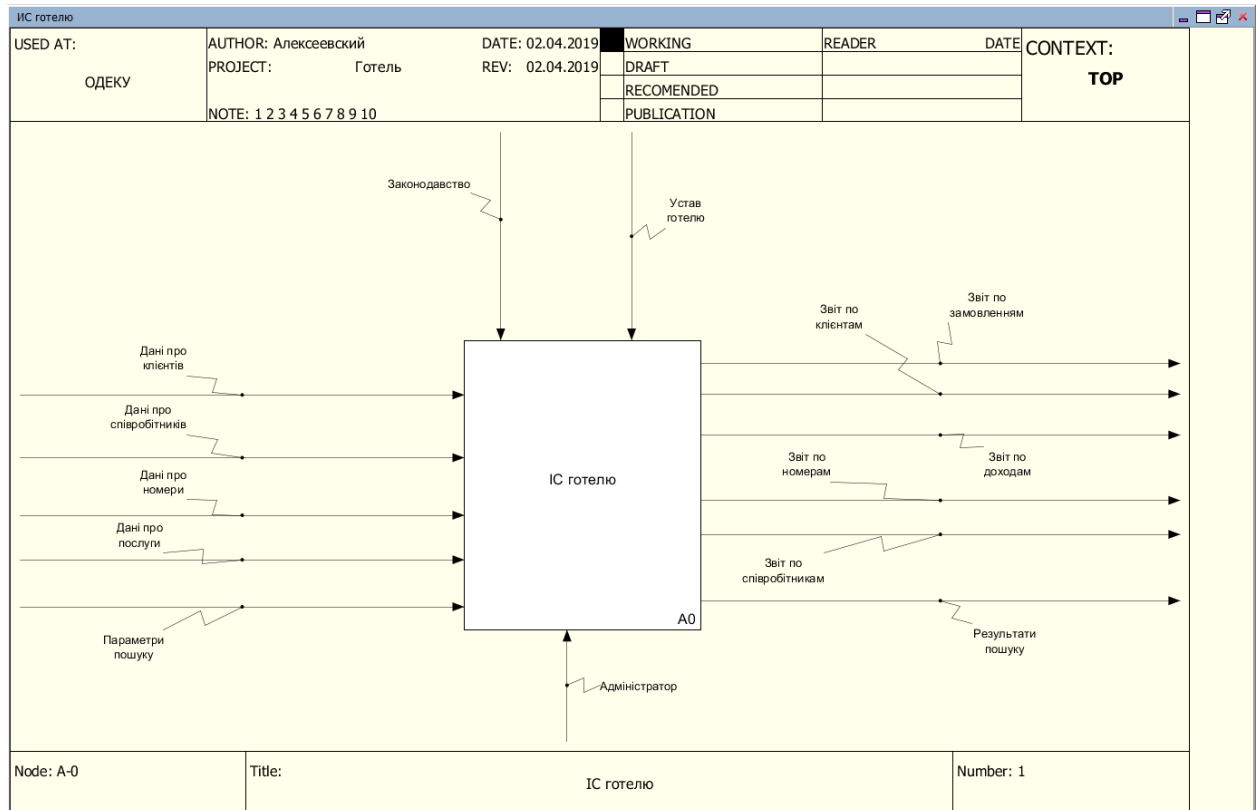 ИС готелю
USED AT:
ОДЕКУ
AUTHOR: Алексеевский
DATE: 02.04.2019
PROJECT: Готель
REV: 02.04.2019
NOTE: 1 2 3 4 5 6 7 8 9 10
WORKING
DRAFT
RECOMENDED
PUBLICATION
READER DATE
CONTEXT:
TOP
Законодавство
Устав
готелю
Звіт по
замовленням
Звіт по
клієнтам
Дані про
клієнтів
Дані про
співробітників
Звіт по
номерам
Звіт по
доходам
Дані про
номери
ІС готелю
Дані про
послуги
Звіт по
співробітникам
A0
Параметри
пошуку
Результати
пошуку
Адміністратор
Node: A-0
Title:
ІС готелю
Number: 1